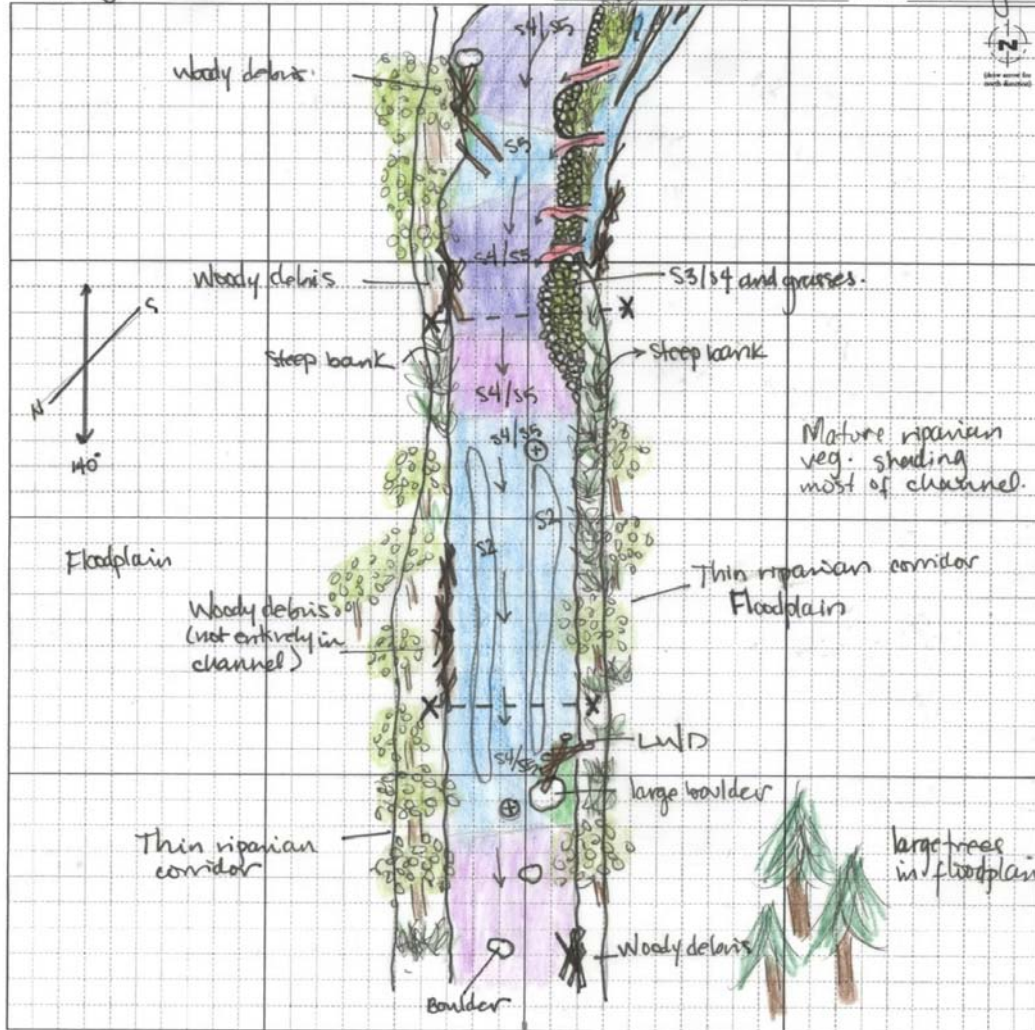 S4/S5
Woody debris.
N
S5
S4/S5
Woody debris
S3/S4 and grasses.
X
X
S
N
140°
Steep bank
Steep bank
S4/S5
S4/S5
Mature riparian
veg. shading
most of channel.
S2
S2
Floodplain
Thin riparian corridor
Floodplain
Woody debris
(not entirely in
channel)
X
X
LWD
S4/S5
large boulder
Thin riparian
corridor
large trees
in floodplain
Woody debris
Boulder